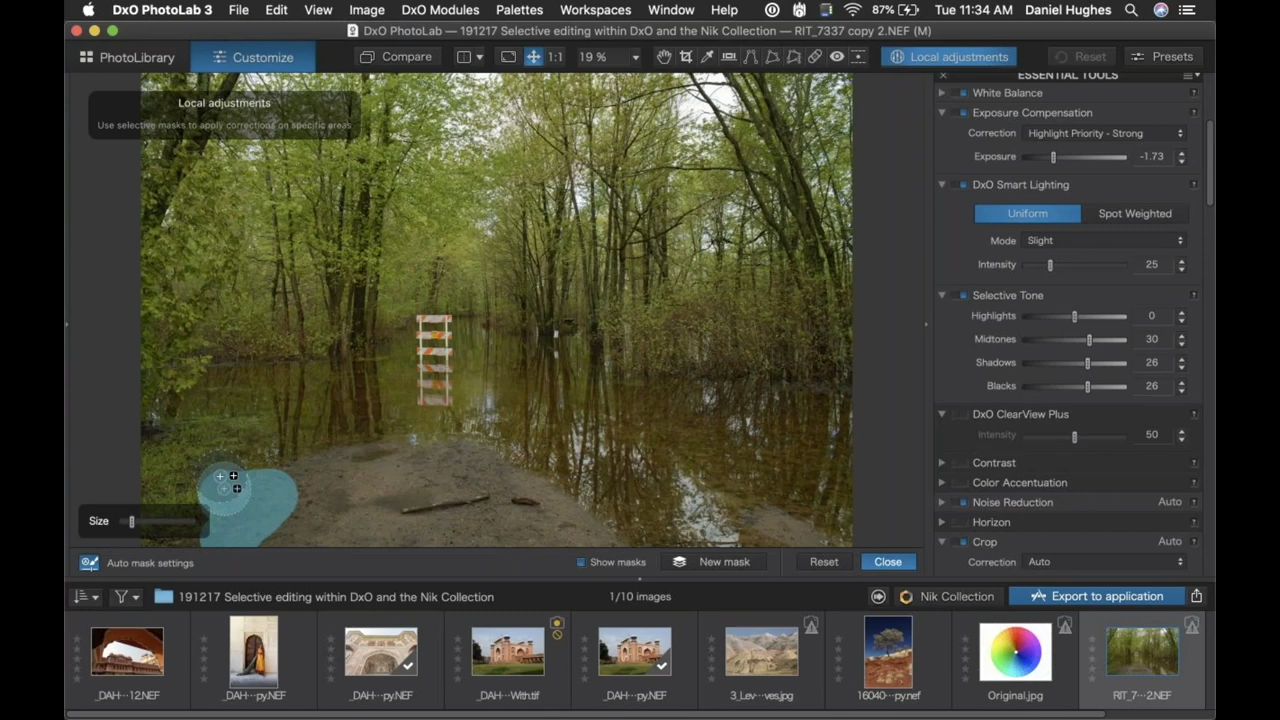 DxO PhotoLab 3 File Edit View Image DxO Modules Palettes Workspaces Window Help 87% Tue 11:34 AM Daniel Hughes
DxO PhotoLab — 191217 Selective editing within DxO and the Nik Collection — RIT_7337 copy 2.NEF (M)
PhotoLibrary Customize Compare 1:1 19 % Local adjustments Reset Presets
ESSENTIAL TOOLS
Local adjustments
Use selective masks to apply corrections on specific areas
White Balance ?
Exposure Compensation ?
Correction Highlight Priority - Strong
Exposure -1.73
DxO Smart Lighting ?
Uniform Spot Weighted
Mode Slight
Intensity 25
Selective Tone ?
Highlights 0
Midtones 30
Shadows 26
Blacks 26
DxO ClearView Plus ?
Intensity 50
Contrast ?
Color Accentuation ?
Noise Reduction Auto ?
Horizon ?
Crop Auto ?
Correction Auto
Size
Auto mask settings Show masks New mask Reset Close
191217 Selective editing within DxO and the Nik Collection 1/10 images Nik Collection Export to application
_DAH···12.NEF _DAH···py.NEF _DAH···py.NEF _DAH···With.tif _DAH···py.NEF 3_Lev···ves.jpg 16040···py.nef Original.jpg RIT_7···2.NEF